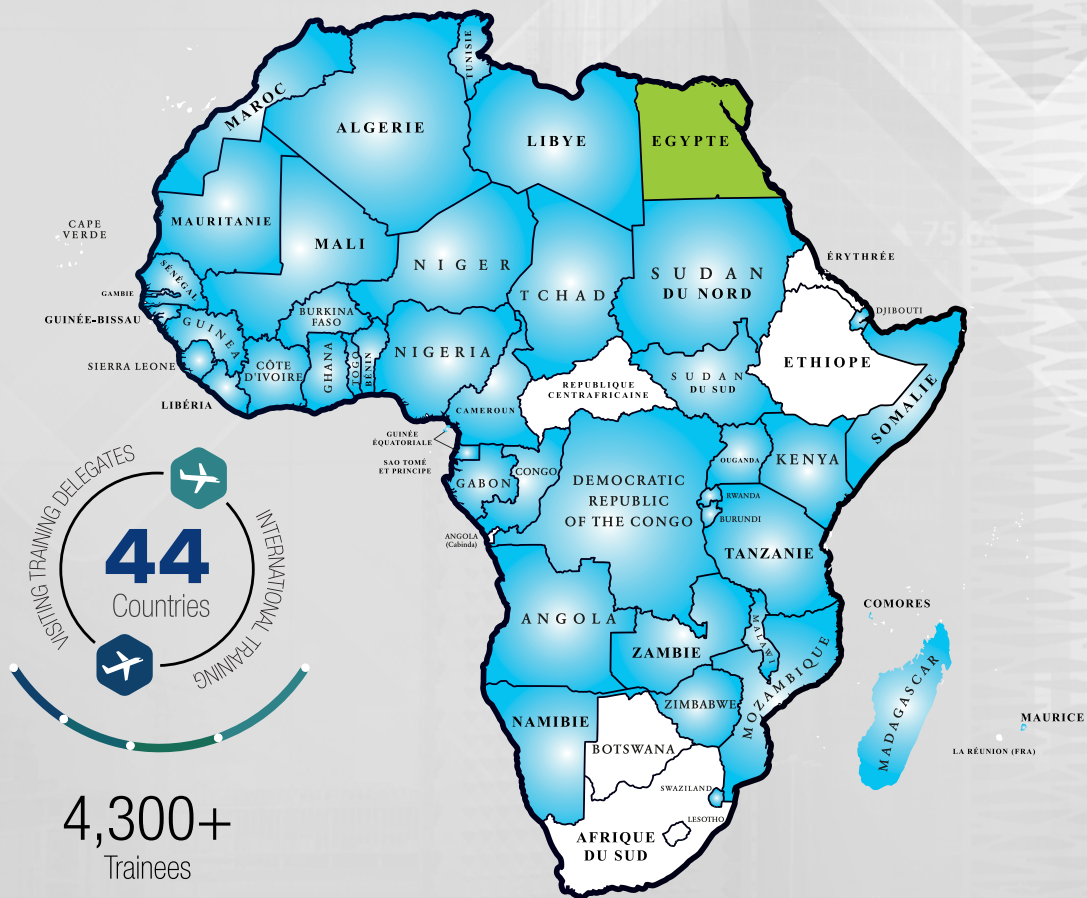 TUNISIE
MAROC
ALGERIE
LIBYE
EGYPTE
MAURITANIE
MALI
CAPE
VERDE
NIGER
TCHAD
SUDAN
DU NORD
ÉRYTHRÉE
SÉNÉGAL
GAMBIE
GUINÉE-BISSAU
GUINEA
BURKINA
FASO
DJIBOUTI
SIERRA LEONE
CÔTE
D'IVOIRE
GHANA
TOGO
BÉNIN
NIGERIA
ETHIOPE
SUDAN
DU SUD
REPUBLIQUE
CENTRAFRICAINE
LIBÉRIA
CAMEROUN
SOMALIE
GUINÉE
ÉQUATORIALE
SAO TOMÉ
ET PRINCIPE
GABON
CONGO
DEMOCRATIC
REPUBLIC
OF THE CONGO
OUGANDA
KENYA
RWANDA
BURUNDI
TANZANIE
ANGOLA
(Cabinda)
ANGOLA
ZAMBIE
MALAWI
MOZAMBIQUE
COMORES
MADAGASCAR
MAURICE
LA RÉUNION (FRA)
NAMIBIE
ZIMBABWE
BOTSWANA
SWAZILAND
LESOTHO
AFRIQUE
DU SUD
VISITING TRAINING DELEGATES
INTERNATIONAL TRAINING
44
Countries
4,300+
Trainees